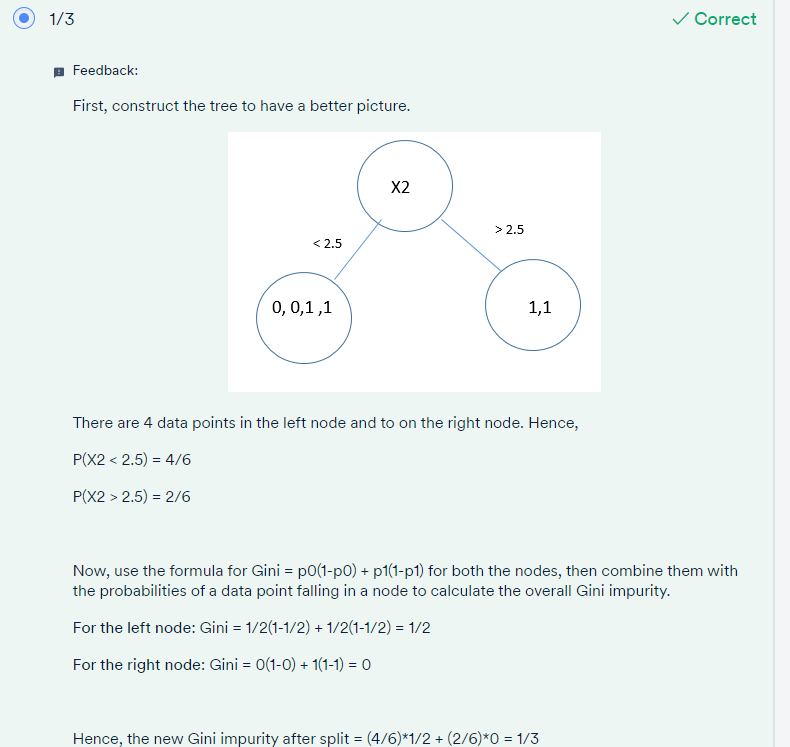 1/3
Correct
Feedback:
First, construct the tree to have a better picture.
X2
> 2.5
< 2.5
0, 0,1 ,1
1,1
There are 4 data points in the left node and to on the right node. Hence,
P(X2 < 2.5) = 4/6
P(X2 > 2.5) = 2/6
Now, use the formula for Gini = p0(1-p0) + p1(1-p1) for both the nodes, then combine them with
the probabilities of a data point falling in a node to calculate the overall Gini impurity.
For the left node: Gini = 1/2(1-1/2) + 1/2(1-1/2) = 1/2
For the right node: Gini = 0(1-0) + 1(1-1) = 0
Hence, the new Gini impurity after split = (4/6)*1/2 + (2/6)*0 = 1/3